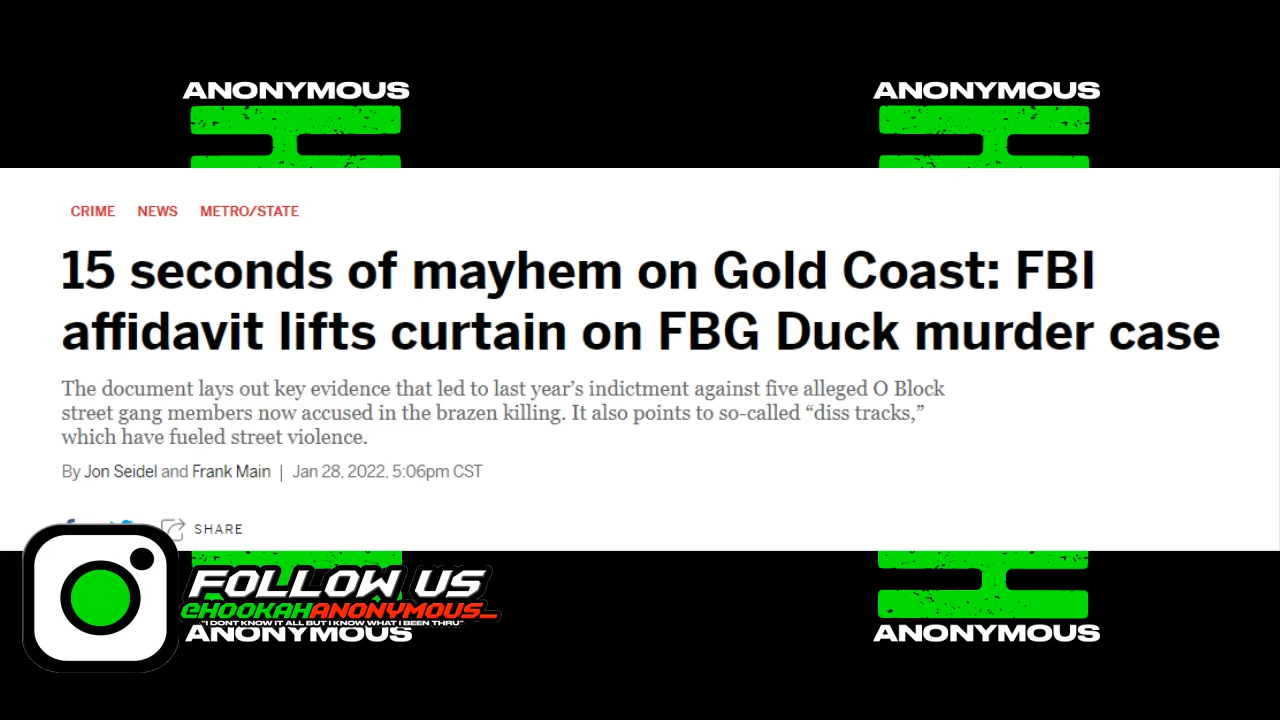 ANONYMOUS
ANONYMOUS
CRIME NEWS METRO/STATE
15 seconds of mayhem on Gold Coast: FBI
affidavit lifts curtain on FBG Duck murder case
The document lays out key evidence that led to last year’s indictment against five alleged O Block
street gang members now accused in the brazen killing. It also points to so-called “diss tracks,”
which have fueled street violence.
By Jon Seidel and Frank Main | Jan 28, 2022, 5:06pm CST
SHARE
FOLLOW US
@HOOKAHANONYMOUS_
"I DONT KNOW IT ALL BUT I KNOW WHAT I BEEN THRU"
ANONYMOUS
ANONYMOUS